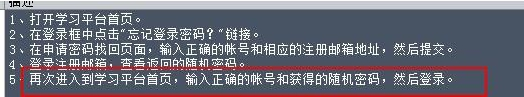 描述
1、打开学习平台首页。
2、在登录框中点击“忘记登录密码？”链接。
3、在申请密码找回页面，输入正确的帐号和相应的注册邮箱地址，然后提交。
4、登录注册邮箱，查看返回的随机密码。
5、再次进入到学习平台首页，输入正确的帐号和获得的随机密码，然后登录。